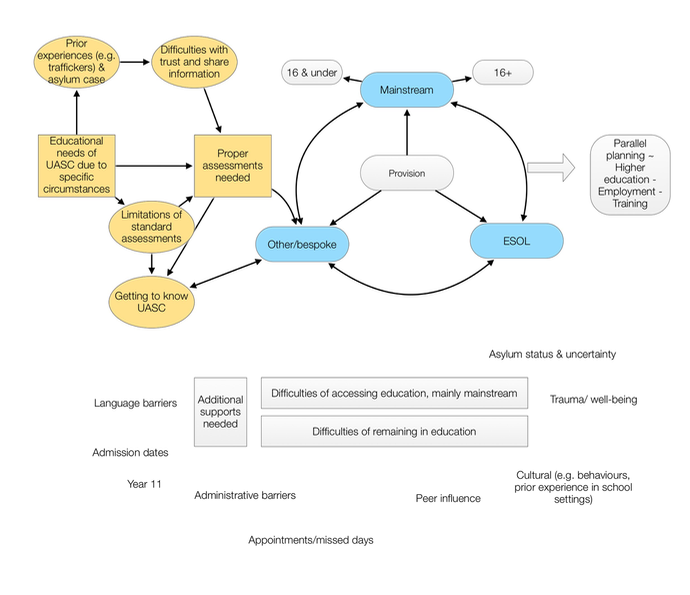 Prior
experiences (e.g.
traffickers) &
asylum case
Difficulties with
trust and share
information
16 & under
Mainstream
16+
Educational
needs of
UASC due to
specific
circumstances
Proper
assessments
needed
Provision
Parallel
planning ~
Higher
education -
Employment -
Training
Limitations of
standard
assessments
Other/bespoke
ESOL
Getting to know
UASC
Asylum status & uncertainty
Language barriers
Additional
supports
needed
Difficulties of accessing education, mainly mainstream
Trauma/ well-being
Difficulties of remaining in education
Admission dates
Year 11
Administrative barriers
Peer influence
Cultural (e.g. behaviours,
prior experience in school
settings)
Appointments/missed days